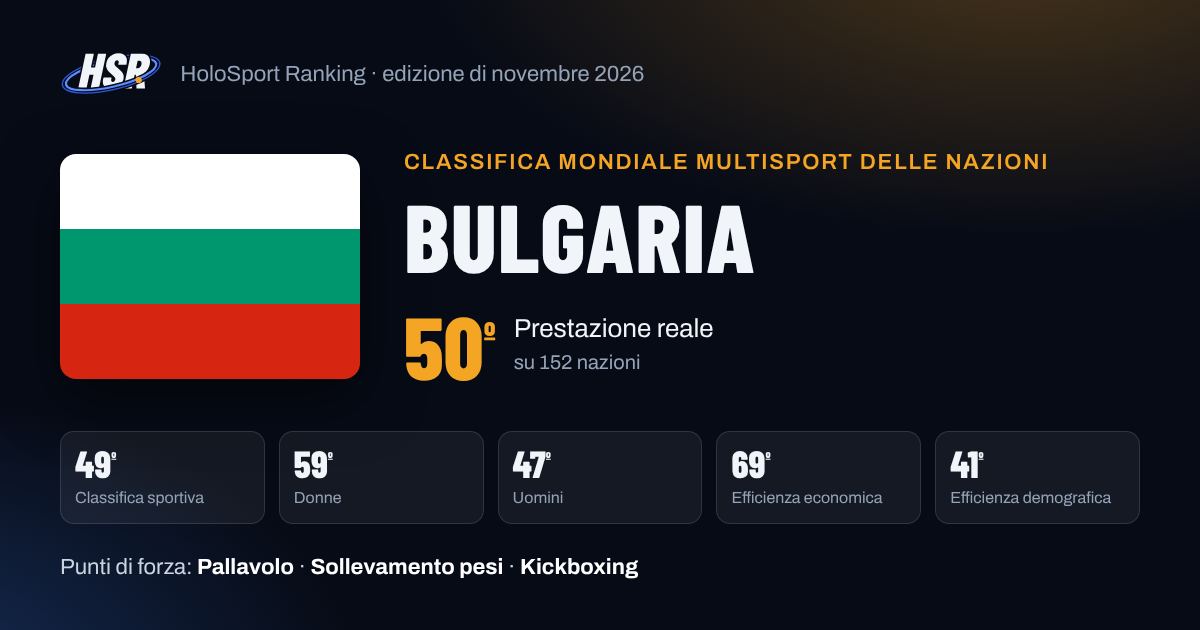 HSR
HoloSport Ranking · edizione di novembre 2026
CLASSIFICA MONDIALE MULTISPORT DELLE NAZIONI
BULGARIA
50º
Prestazione reale
su 152 nazioni
49º
Classifica sportiva
59º
Donne
47º
Uomini
69º
Efficienza economica
41º
Efficienza demografica
Punti di forza: Pallavolo · Sollevamento pesi · Kickboxing